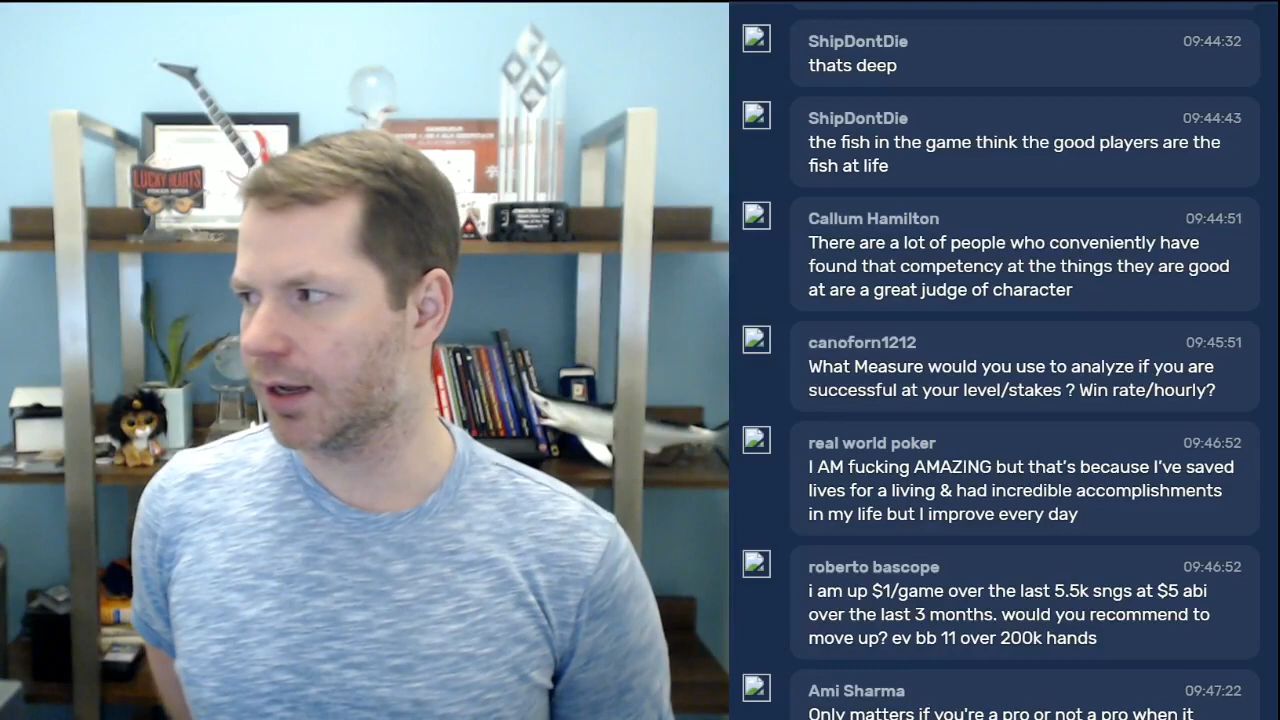 LUCKY HEARTS
ShipDontDie 09:44:32
thats deep
ShipDontDie 09:44:43
the fish in the game think the good players are the
fish at life
Callum Hamilton 09:44:51
There are a lot of people who conveniently have
found that competency at the things they are good
at are a great judge of character
canoforn1212 09:45:51
What Measure would you use to analyze if you are
successful at your level/stakes ? Win rate/hourly?
real world poker 09:46:52
I AM fucking AMAZING but that's because I've saved
lives for a living & had incredible accomplishments
in my life but I improve every day
roberto bascope 09:46:52
i am up $1/game over the last 5.5k sngs at $5 abi
over the last 3 months. would you recommend to
move up? ev bb 11 over 200k hands
Ami Sharma 09:47:22
Only matters if you're a pro or not a pro when it